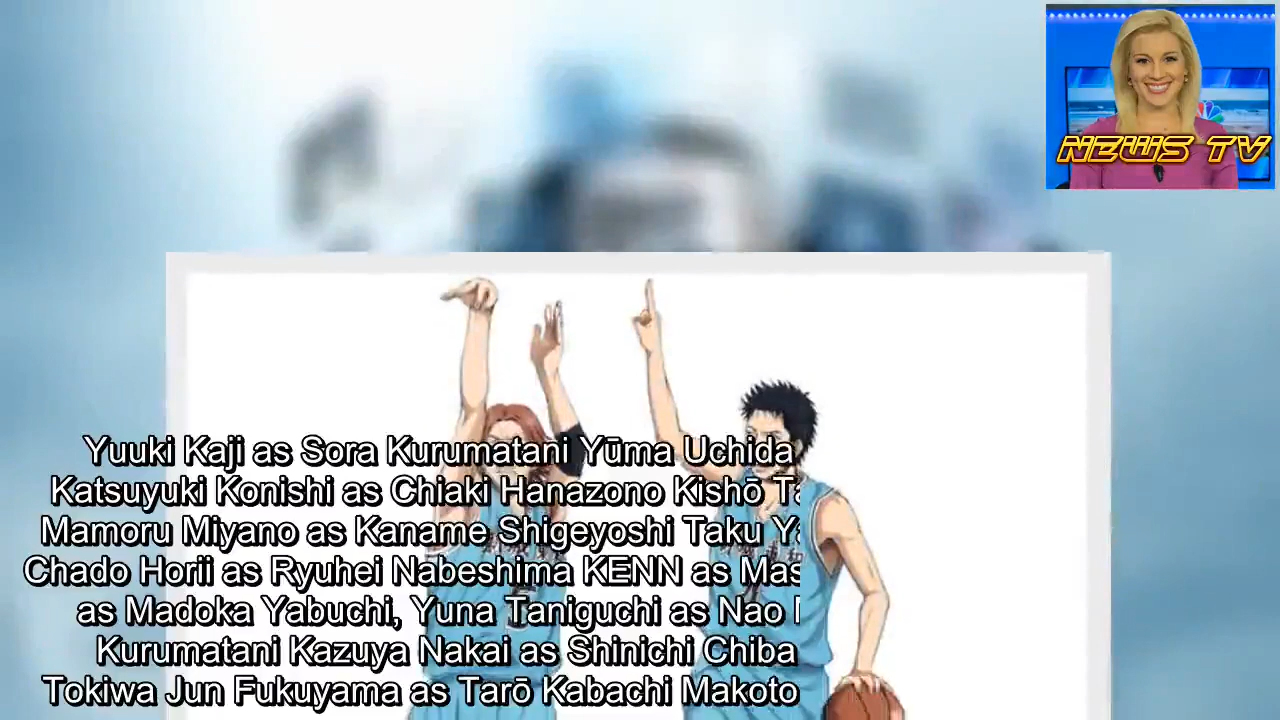 NEWS TV
Yuuki Kaji as Sora Kurumatani Yūma Uchida
Katsuyuki Konishi as Chiaki Hanazono Kishō
Mamoru Miyano as Kaname Shigeyoshi Taku
Chado Horii as Ryuhei Nabeshima KENN as
as Madoka Yabuchi, Yuna Taniguchi as Nao
Kurumatani Kazuya Nakai as Shinichi Chiba
Tokiwa Jun Fukuyama as Tarō Kabachi Makoto